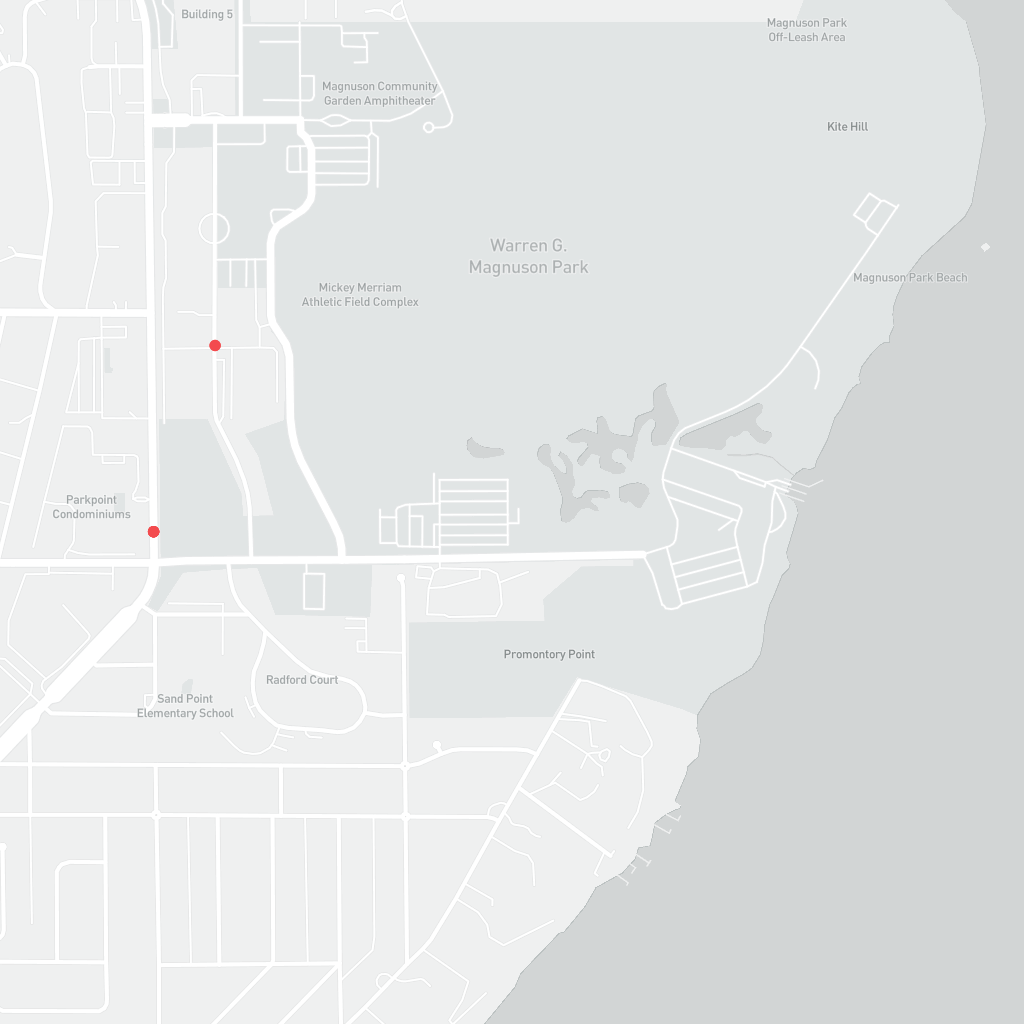 Building 5
Magnuson Park
Off-Leash Area
Magnuson Community
Garden Amphitheater
Kite Hill
Warren G.
Magnuson Park
Magnuson Park Beach
Mickey Merriam
Athletic Field Complex
Parkpoint
Condominiums
Promontory Point
Radford Court
Sand Point
Elementary School